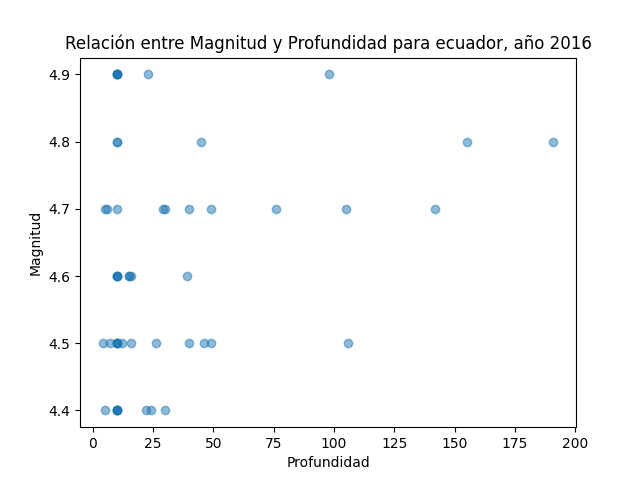 Relación entre Magnitud y Profundidad para ecuador, año 2016
4.9
4.8
4.7
4.6
4.5
4.4
Magnitud
0 25 50 75 100 125 150 175 200
Profundidad